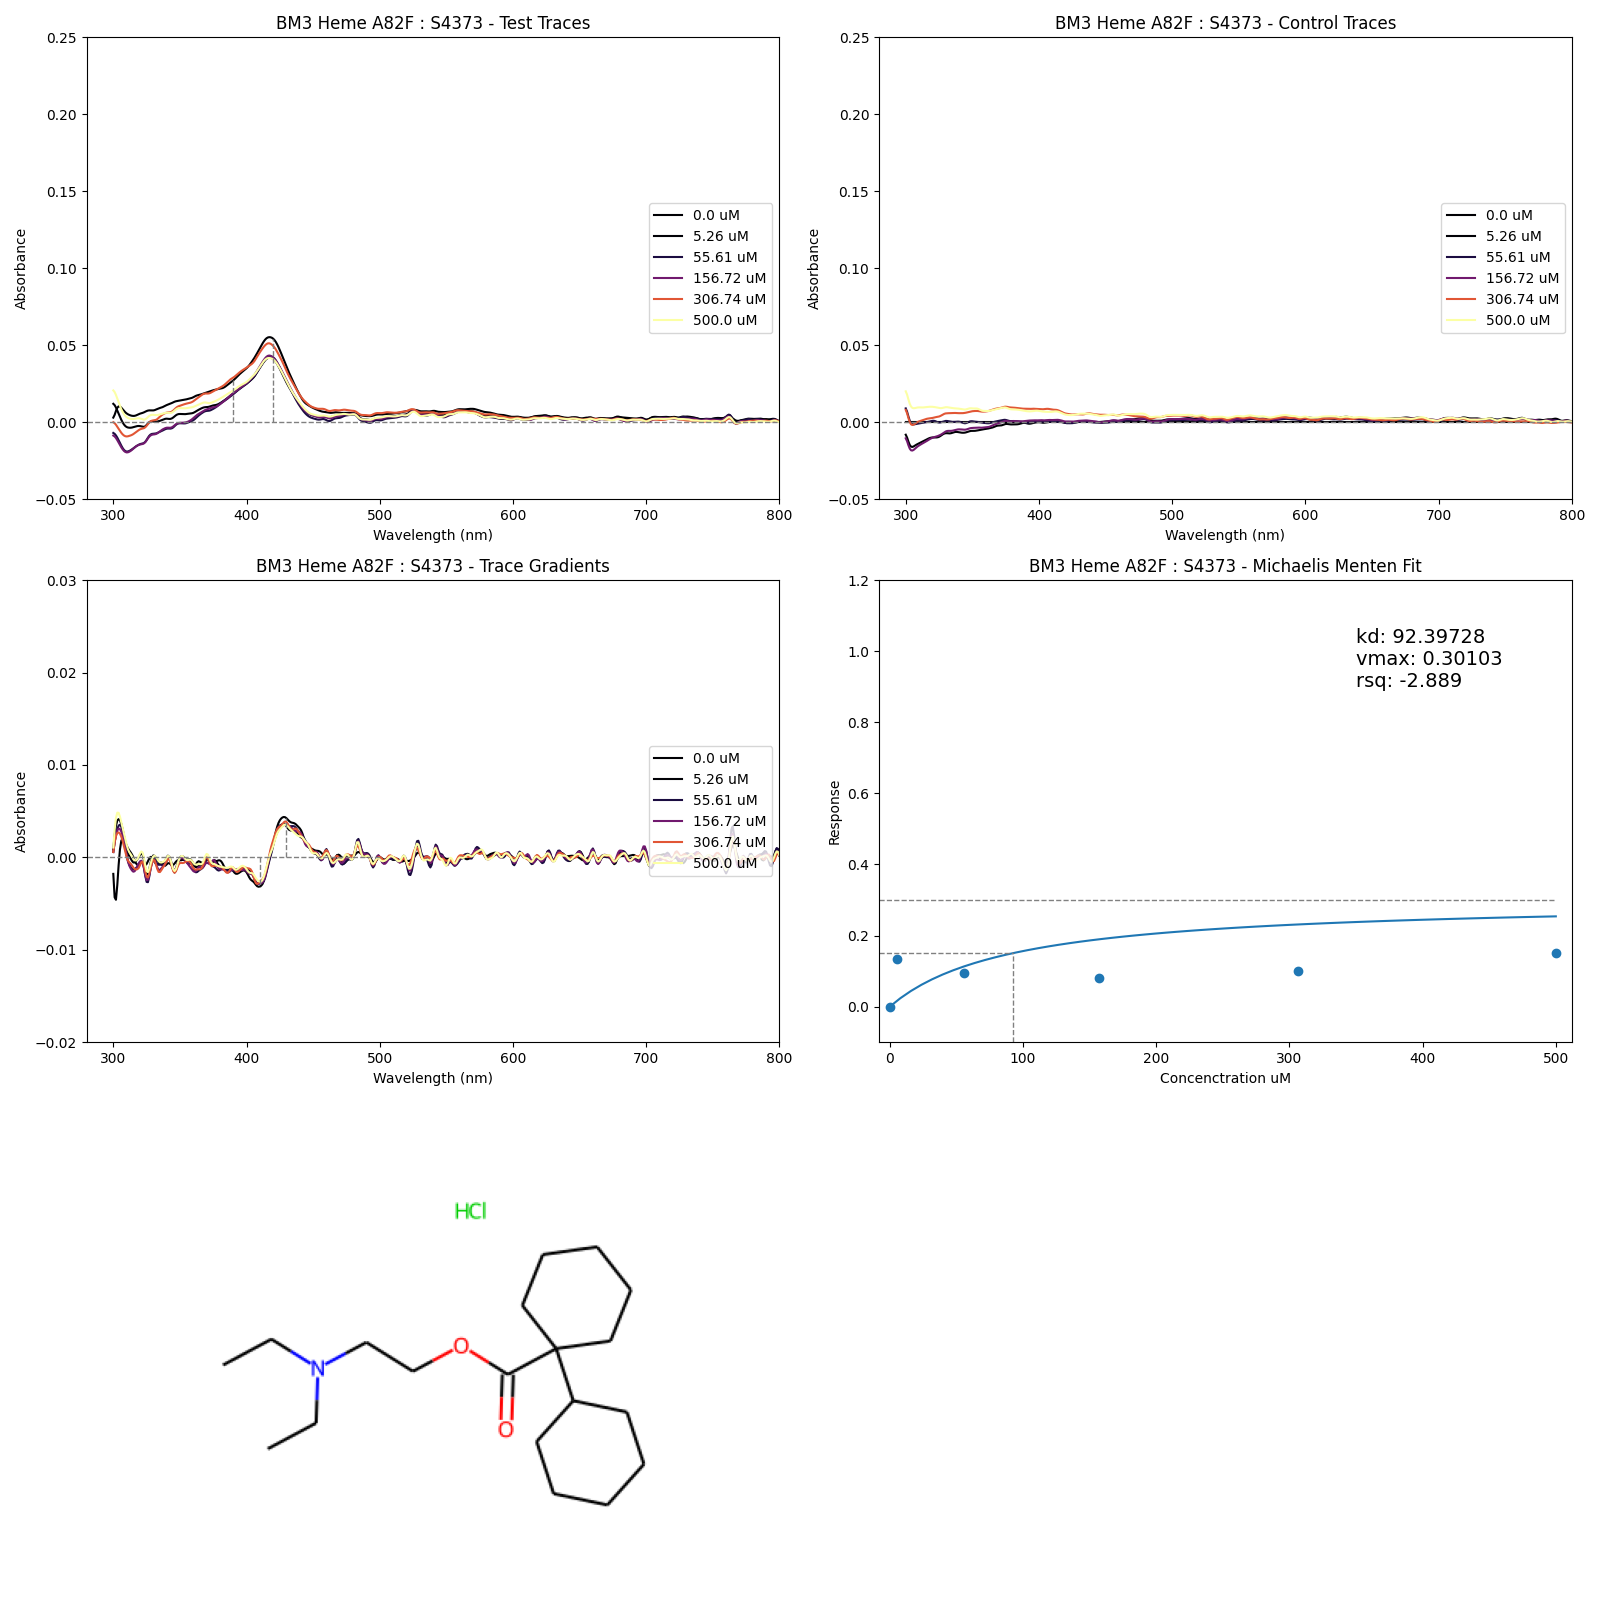 BM3 Heme A82F : S4373 - Test Traces
0.25
0.20
0.15
0.10
0.05
0.00
−0.05
Absorbance
300
400
500
600
700
800
Wavelength (nm)
0.0 uM
5.26 uM
55.61 uM
156.72 uM
306.74 uM
500.0 uM
BM3 Heme A82F : S4373 - Control Traces
0.25
0.20
0.15
0.10
0.05
0.00
−0.05
Absorbance
300
400
500
600
700
800
Wavelength (nm)
0.0 uM
5.26 uM
55.61 uM
156.72 uM
306.74 uM
500.0 uM
BM3 Heme A82F : S4373 - Trace Gradients
0.03
0.02
0.01
0.00
−0.01
−0.02
Absorbance
300
400
500
600
700
800
Wavelength (nm)
0.0 uM
5.26 uM
55.61 uM
156.72 uM
306.74 uM
500.0 uM
BM3 Heme A82F : S4373 - Michaelis Menten Fit
1.2
1.0
0.8
0.6
0.4
0.2
0.0
Response
0
100
200
300
400
500
Concenctration uM
kd: 92.39728
vmax: 0.30103
rsq: -2.889
HCl
O
N
O